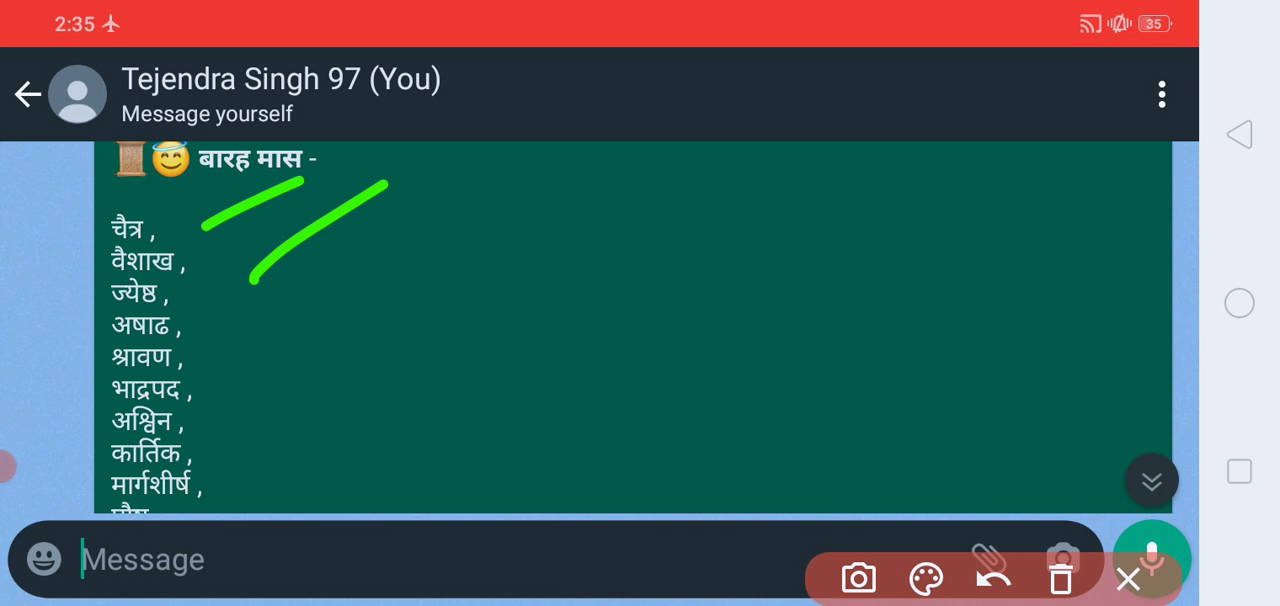 2:35
35
Tejendra Singh 97 (You)
Message yourself
बारह मास -
चैत्र ,
वैशाख ,
ज्येष्ठ ,
अषाढ ,
श्रावण ,
भाद्रपद ,
अश्विन ,
कार्तिक ,
मार्गशीर्ष ,
Message